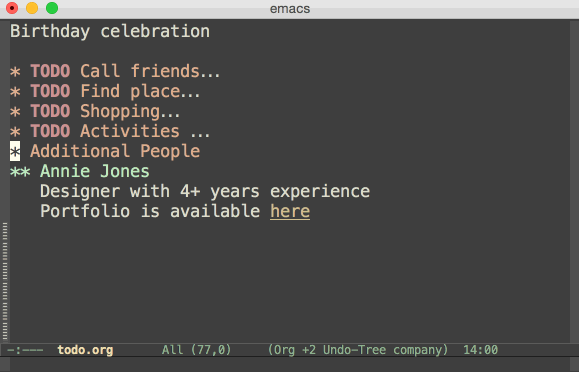 emacs
Birthday celebration
* TODO Call friends...
* TODO Find place...
* TODO Shopping...
* TODO Activities ...
* Additional People
** Annie Jones
Designer with 4+ years experience
Portfolio is available here
-:--- todo.org All (77,0) (Org +2 Undo-Tree company) 14:00